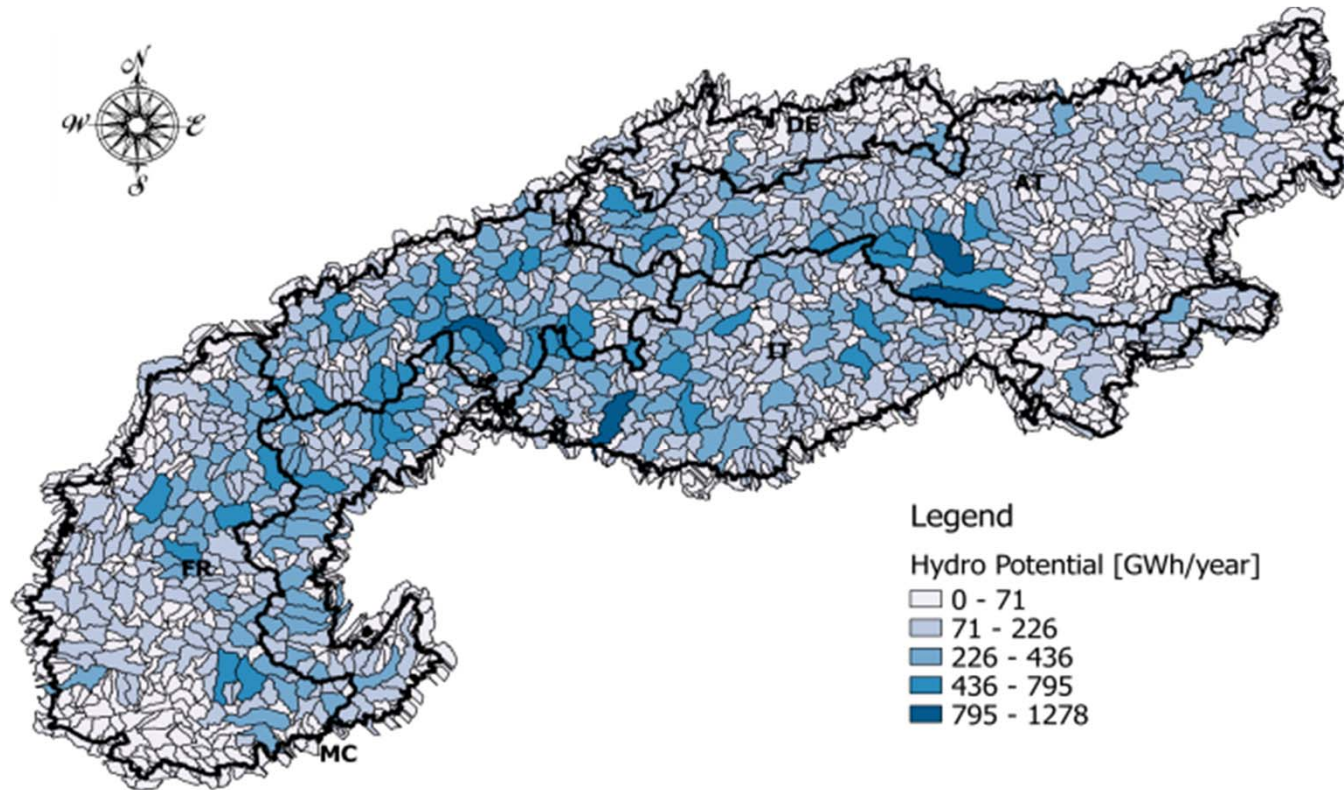 N
W
E
S
DE
AT
IT
FR
MC
Legend
Hydro Potential [GWh/year]
0 - 71
71 - 226
226 - 436
436 - 795
795 - 1278